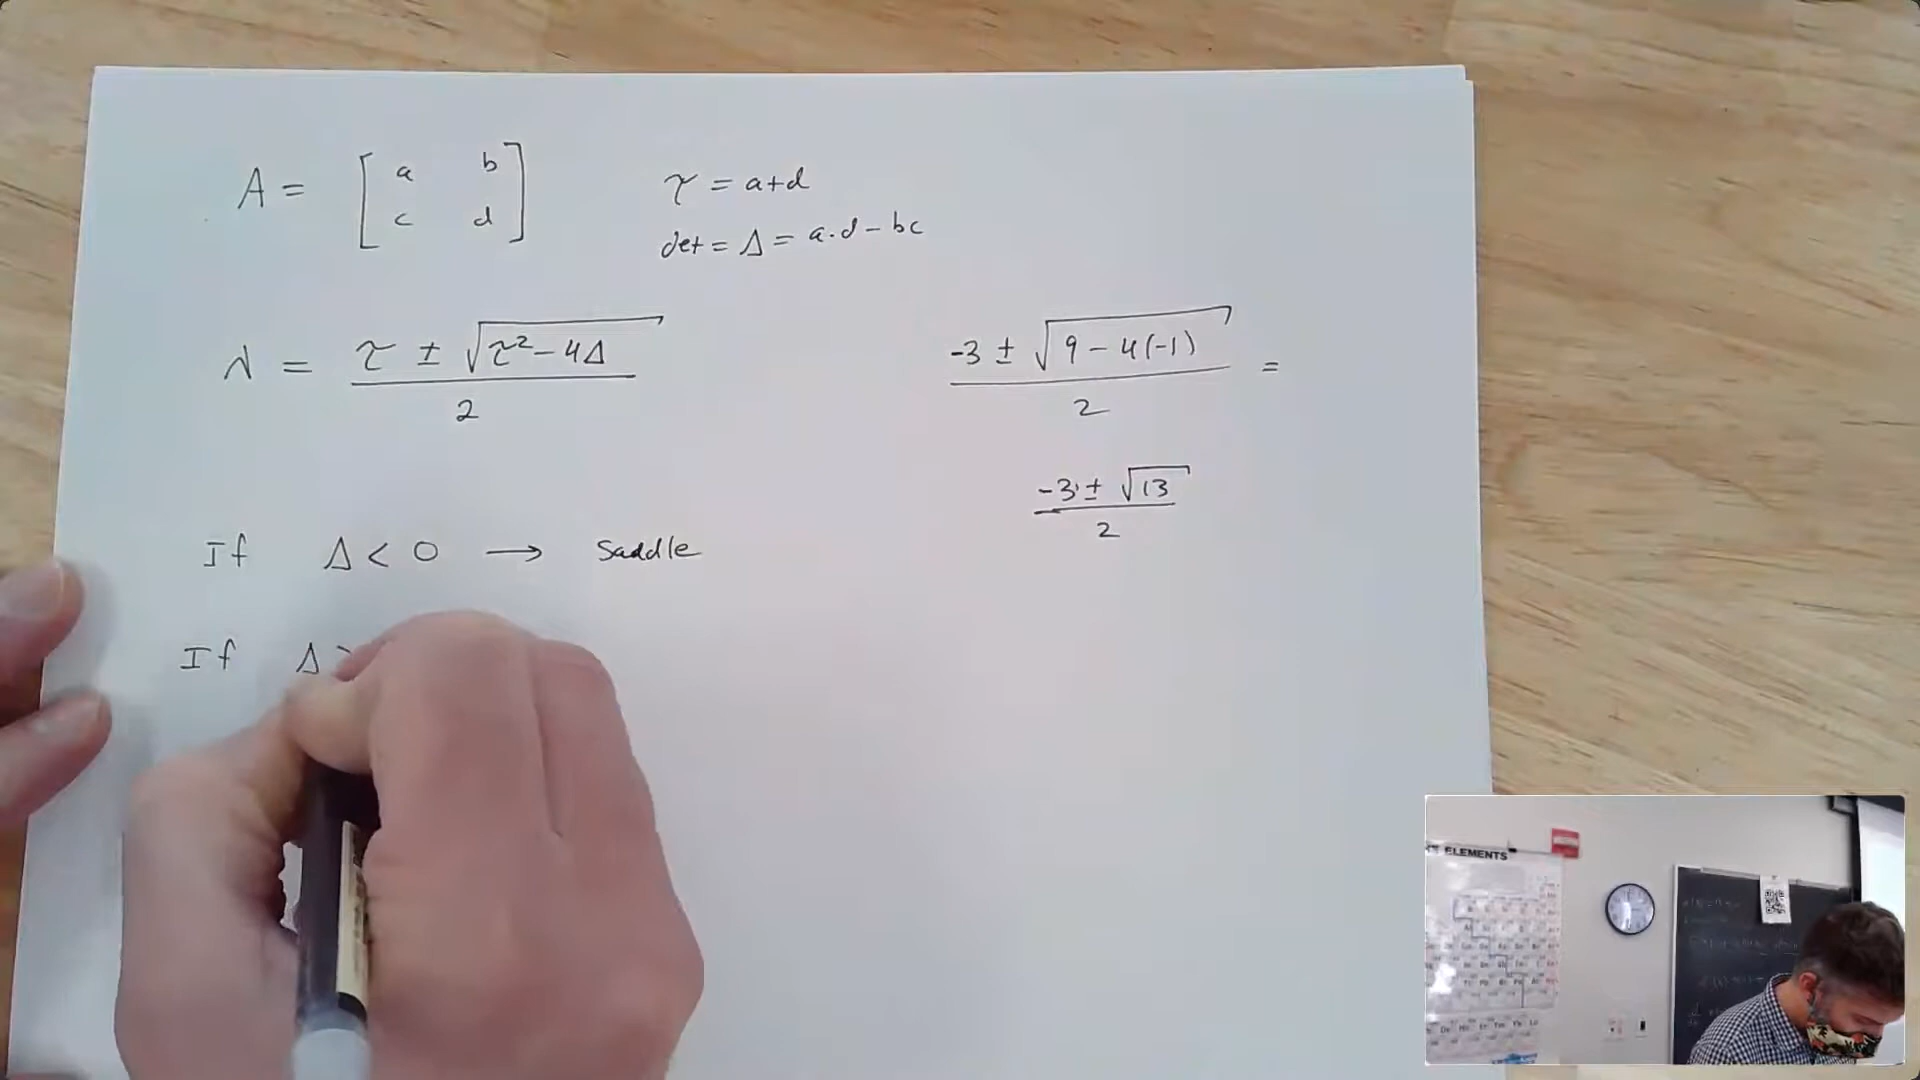 A = [ a b
c d ]
τ = a+d
det = Δ = a·d − bc
λ = (τ ± √(τ² − 4Δ)) / 2
(-3 ± √(9 − 4(-1))) / 2 =
(-3 ± √13) / 2
If Δ < 0 → Saddle
If Δ >
ELEMENTS